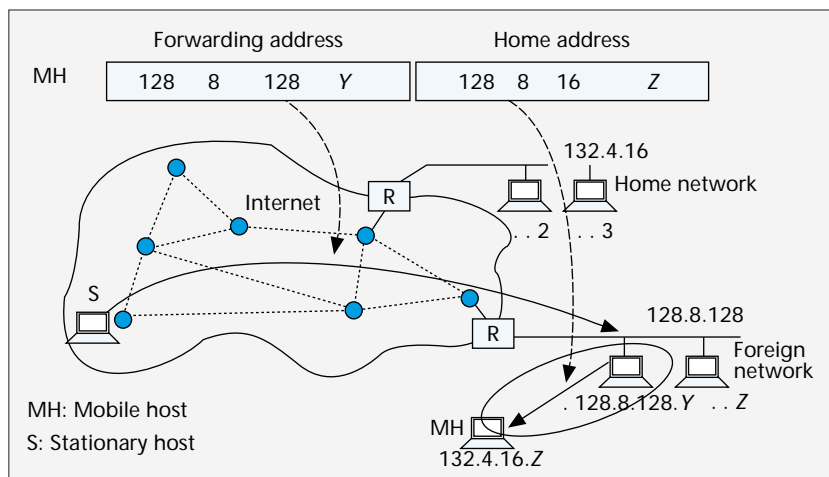 Forwarding address
Home address
MH
128 8 128 Y
128 8 16 Z
132.4.16
Internet
R
Home network
. . 2
. . 3
S
128.8.128
R
Foreign network
. 128.8.128.Y
. . Z
MH: Mobile host
MH
S: Stationary host
132.4.16.Z